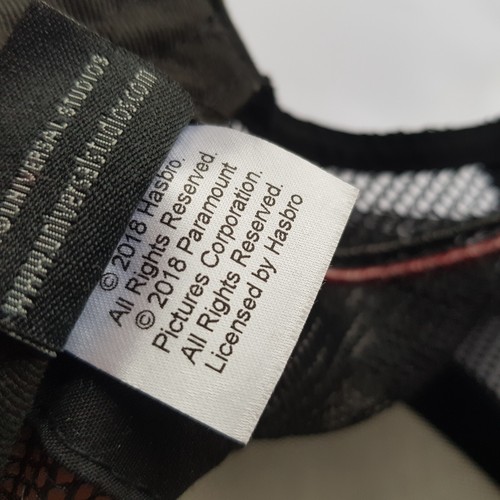 UNIVERSAL STUDIOS
www.universalstudios.com
© 2018 Hasbro.
All Rights Reserved.
© 2018 Paramount
Pictures Corporation.
All Rights Reserved.
Licensed by Hasbro